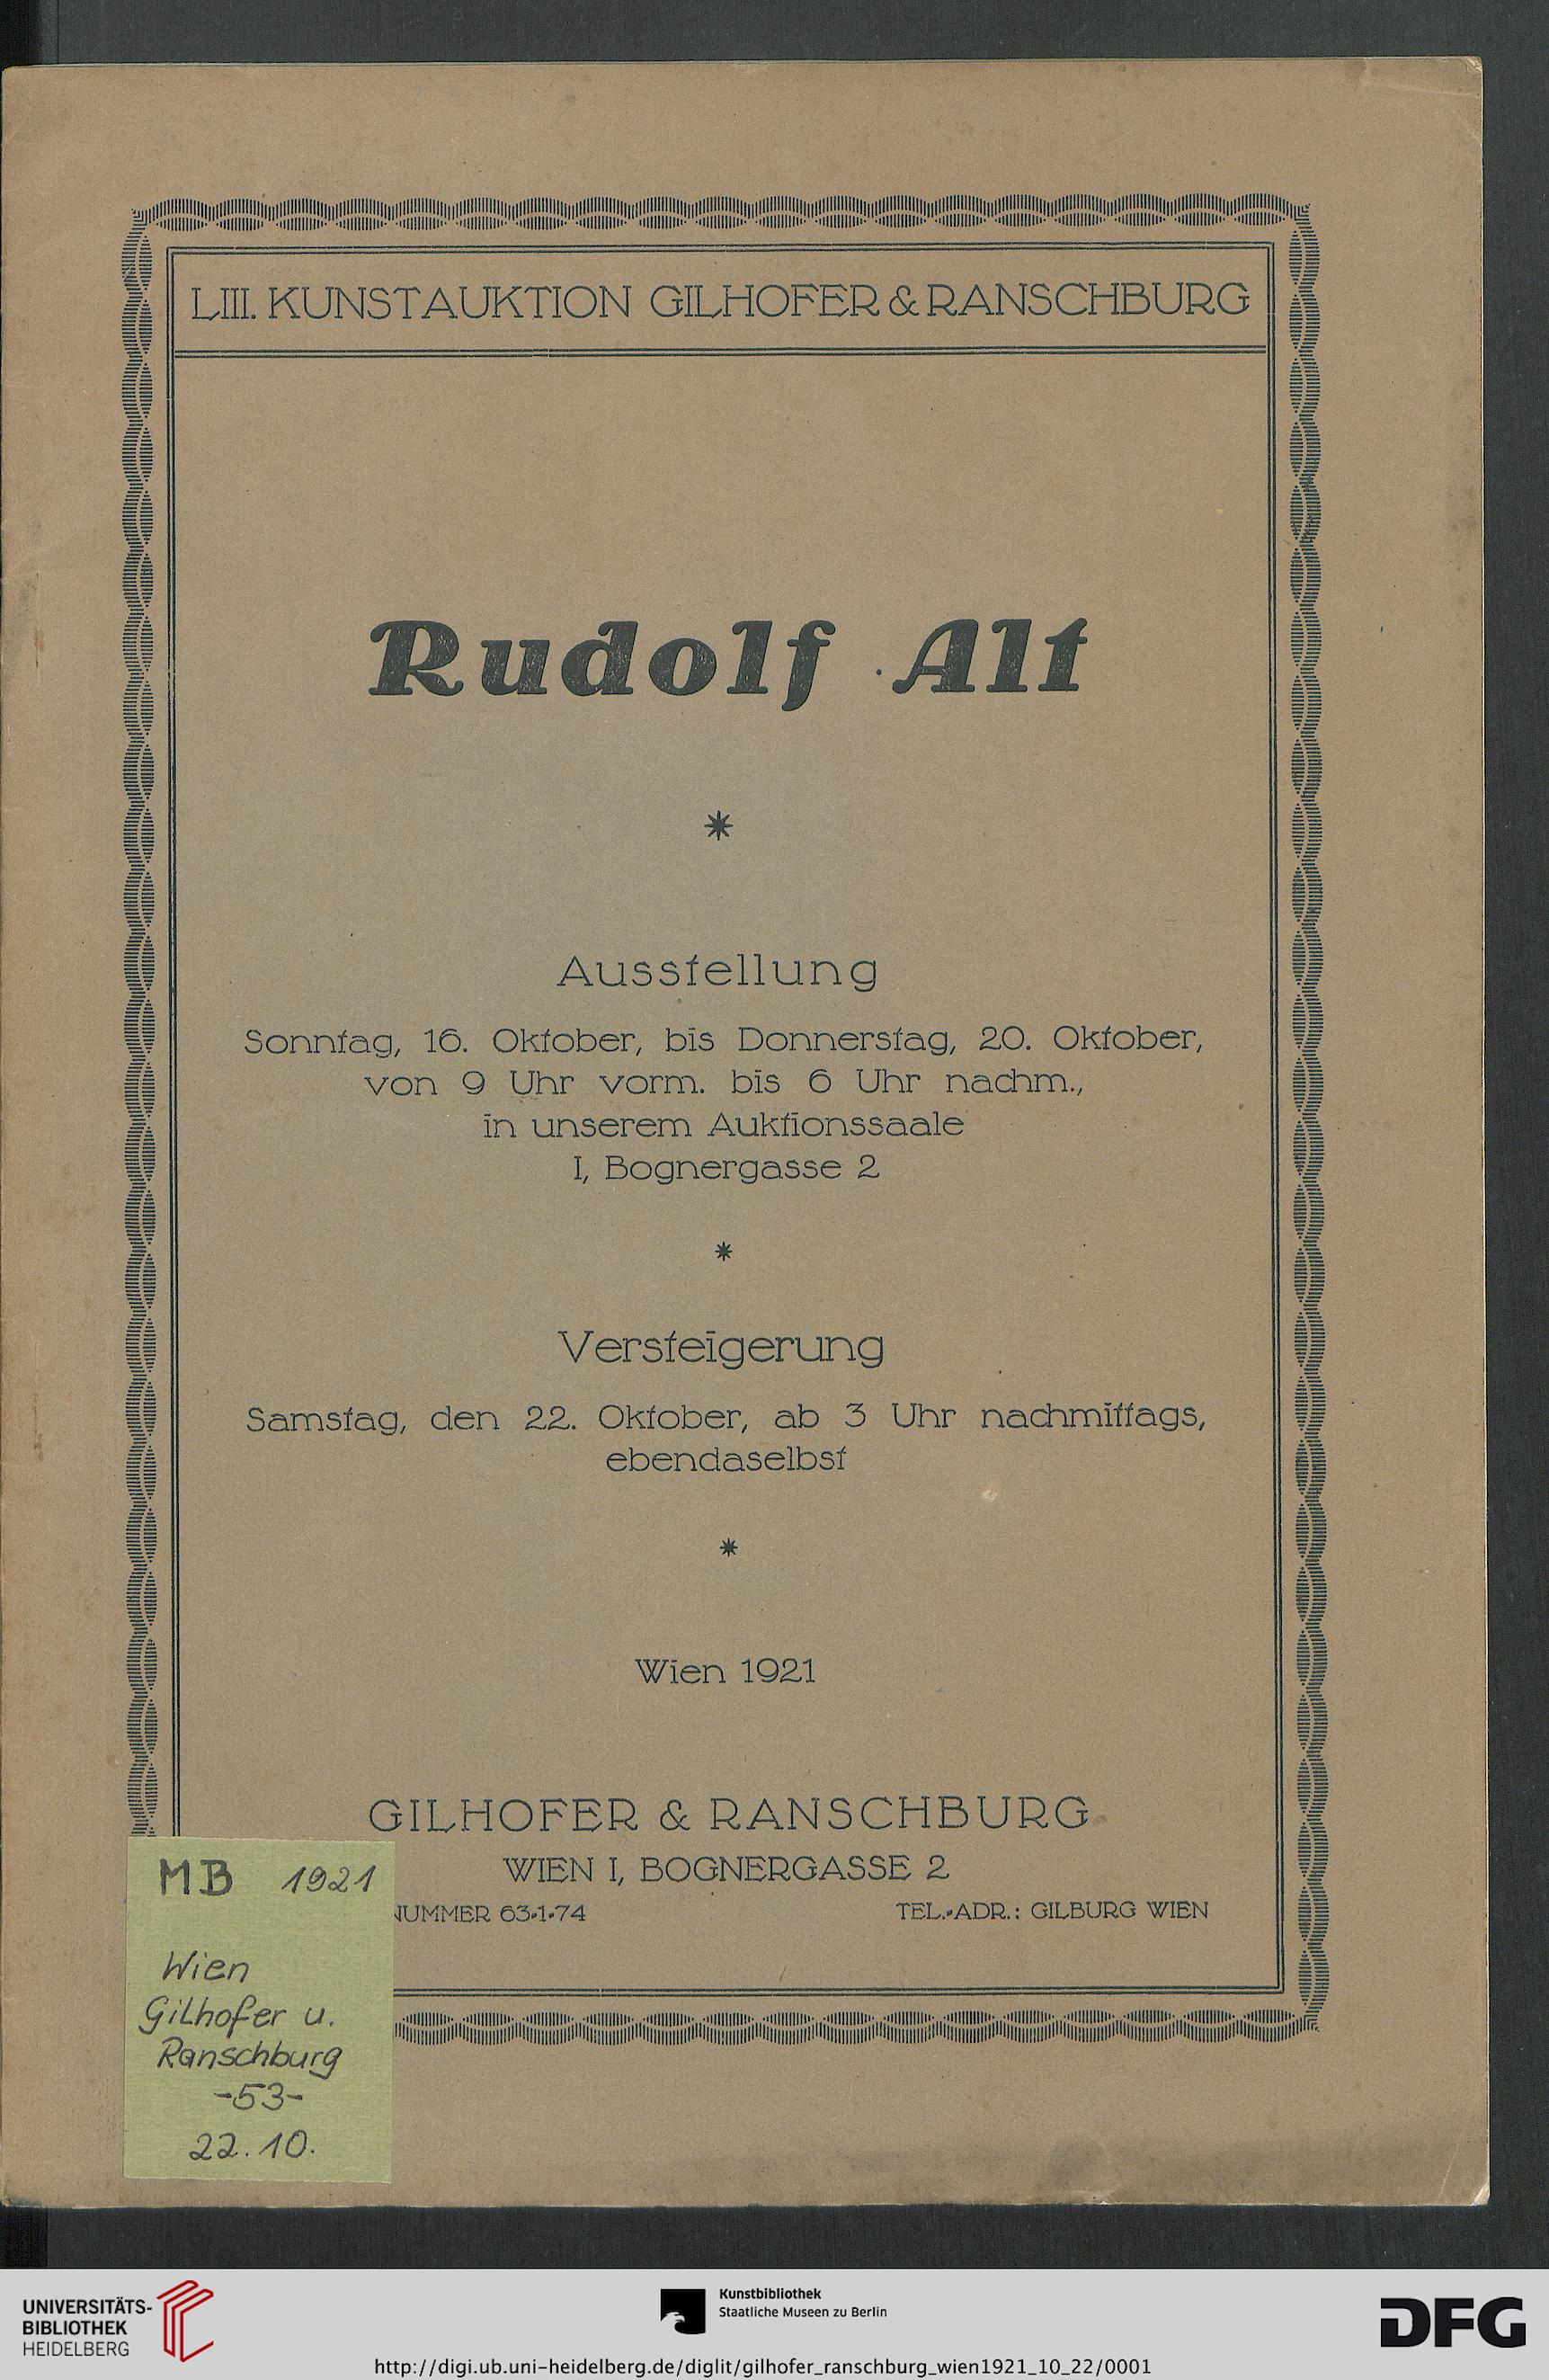 LIII. KUNSTAUKTION GILHOFER & RANSCHBURG
Rudolf Alt
*
Ausstellung
Sonntag, 16. Oktober, bis Donnerstag, 20. Oktober,
von 9 Uhr vorm. bis 6 Uhr nachm.,
in unserem Auktionssaale
I, Bognergasse 2
*
Versteigerung
Samstag, den 22. Oktober, ab 3 Uhr nachmittags,
ebendaselbst
*
Wien 1921
GILHOFER & RANSCHBURG
WIEN I, BOGNERGASSE 2
NUMMER 63-1-74 TEL.-ADR.: GILBURG WIEN
MB 1921
Wien
Gilhofer u.
Ranschburg
-53-
22.10.
UNIVERSITÄTS-
BIBLIOTHEK
HEIDELBERG
Kunstbibliothek
Staatliche Museen zu Berlin
DFG
http://digi.ub.uni-heidelberg.de/diglit/gilhofer_ranschburg_wien1921_10_22/0001